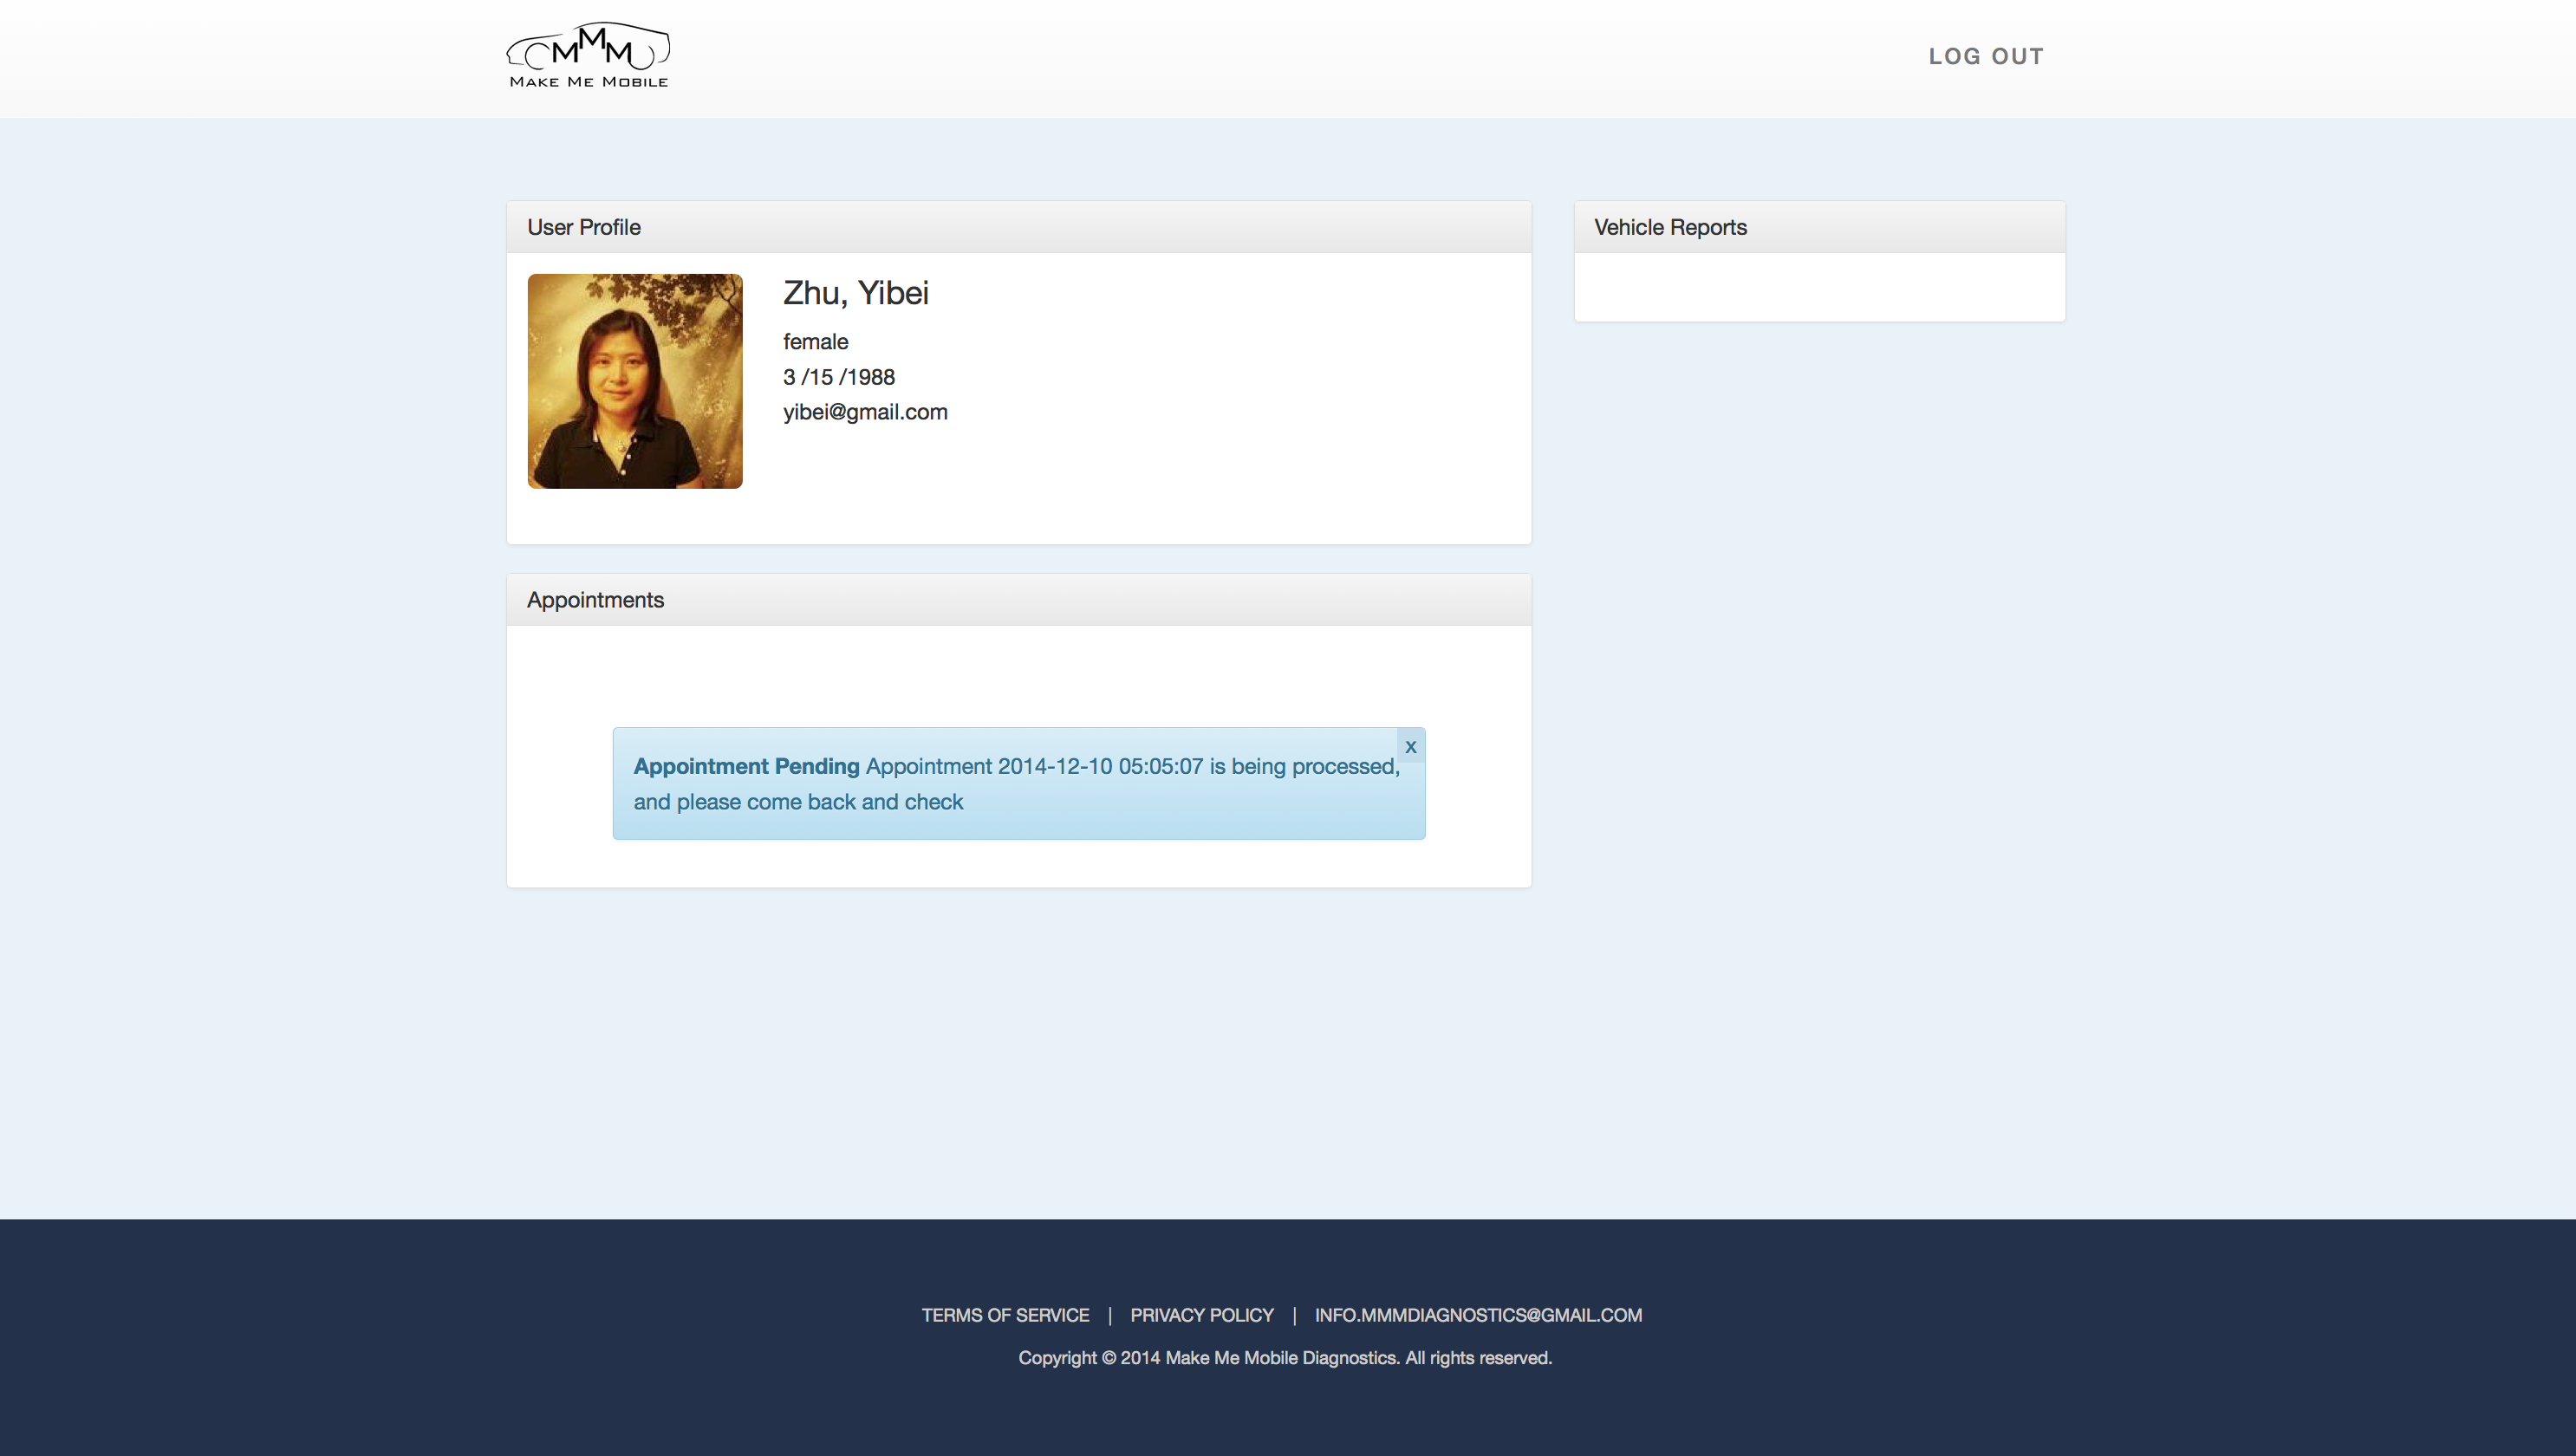 MMM
MAKE ME MOBILE
LOG OUT
User Profile
Zhu, Yibei
female
3 /15 /1988
yibei@gmail.com
Vehicle Reports
Appointments
x
Appointment Pending Appointment 2014-12-10 05:05:07 is being processed,
and please come back and check
TERMS OF SERVICE | PRIVACY POLICY | INFO.MMMDIAGNOSTICS@GMAIL.COM
Copyright © 2014 Make Me Mobile Diagnostics. All rights reserved.